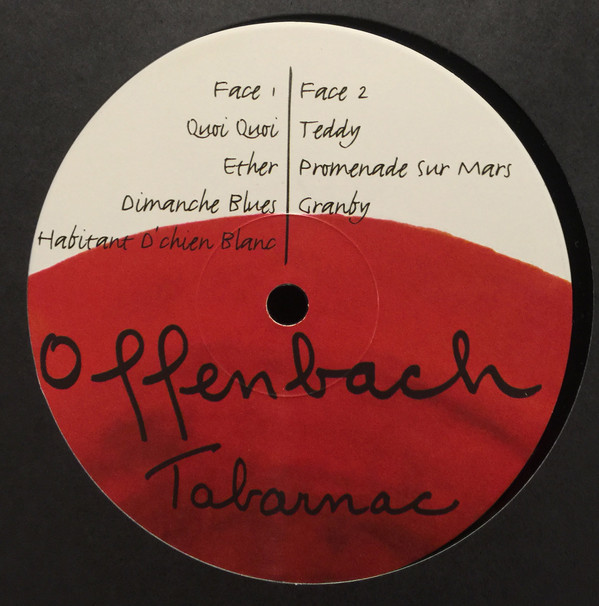 Face 1
Quoi Quoi
Ether
Dimanche Blues
Habitant D'chien Blanc
Face 2
Teddy
Promenade Sur Mars
Granby
Offenbach
Tabarnac